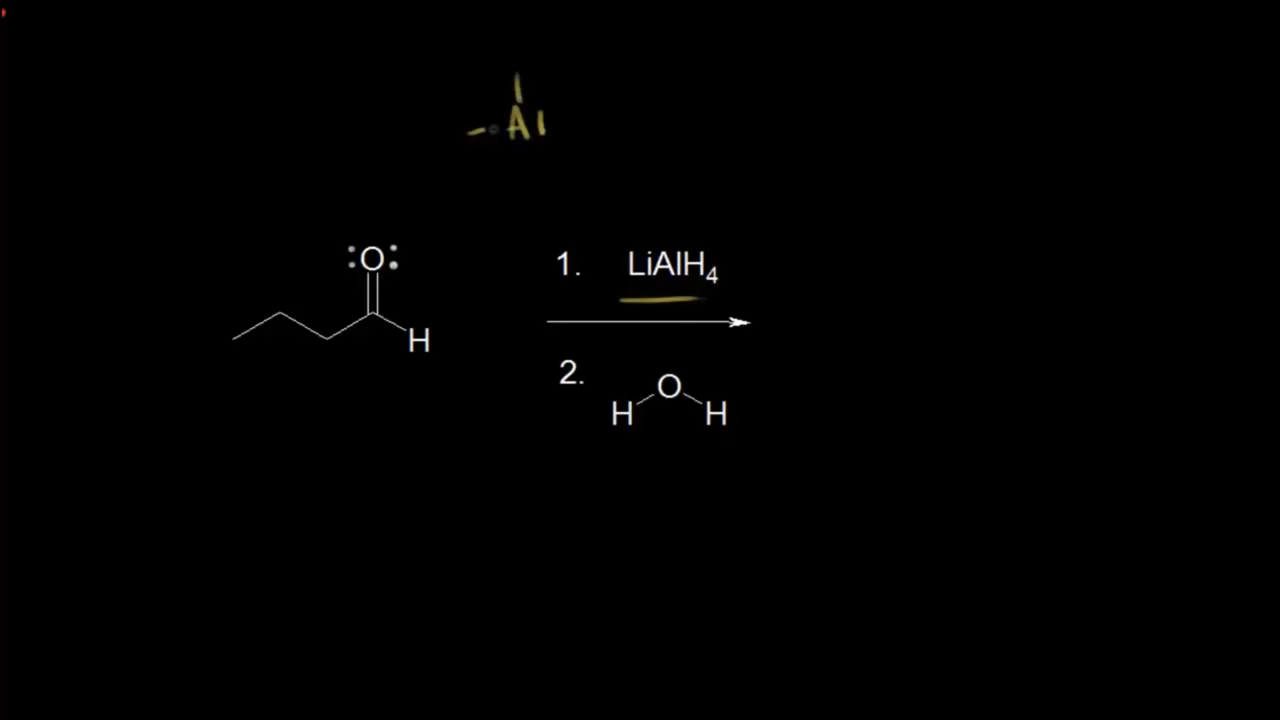 Al
:O:
H
1. LiAlH₄
2. H O H